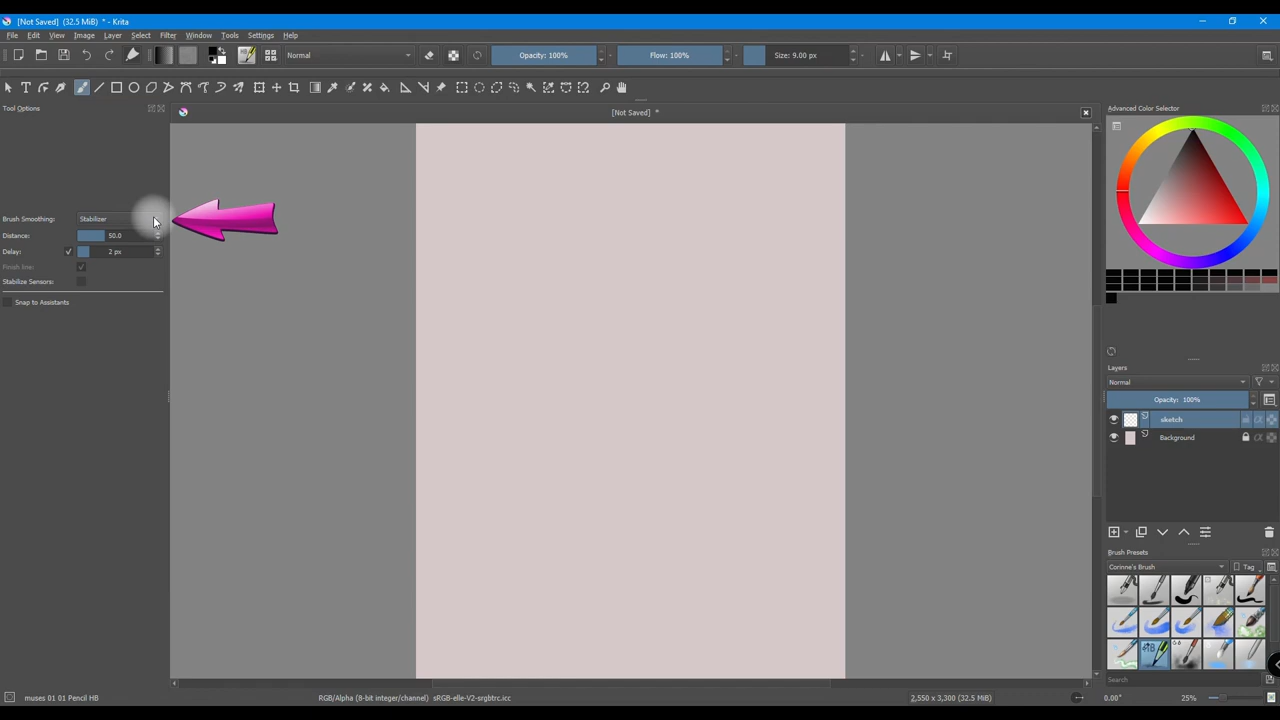 [Not Saved] (32.5 MiB) * - Krita
File Edit View Image Layer Select Filter Tools Settings Window Help
Normal
Opacity: 100%
Flow: 100%
Size: 9.00 px
Tool Options
[Not Saved] *
Advanced Color Selector
Brush Smoothing: Stabilizer
Distance: 50.0
Delay: 2 px
Finish line:
Stabilize Sensors:
Snap to Assistants
Layers
Normal
Opacity: 100%
sketch
Background
Brush Presets
Corinne's Brush
Tag
Search
muses 01 01 Pencil HB
RGB/Alpha (8-bit integer/channel) sRGB-elle-V2-srgbtrc.icc
2,550 x 3,300 (32.5 MiB)
0.00°
25%